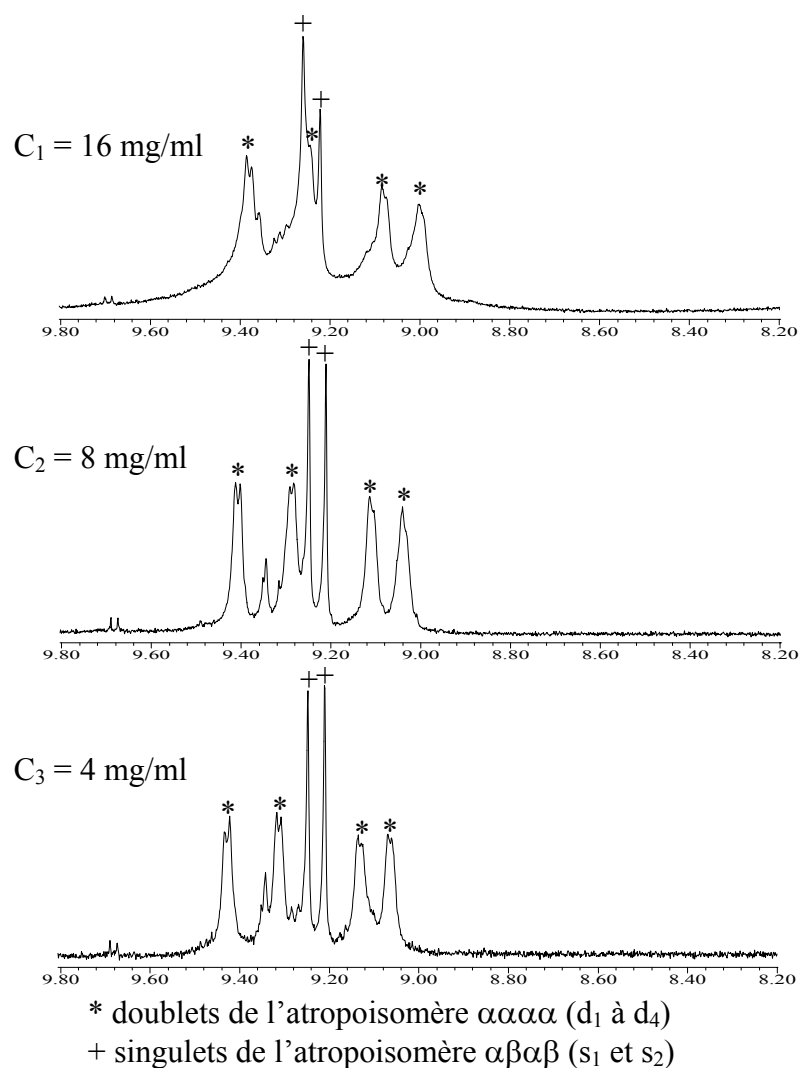 +
+
*
C₁ = 16 mg/ml
*
*
*
9.80 9.60 9.40 9.20 9.00 8.80 8.60 8.40 8.20
+ +
C₂ = 8 mg/ml
* * * *
9.80 9.60 9.40 9.20 9.00 8.80 8.60 8.40 8.20
+ +
C₃ = 4 mg/ml
* * * *
9.80 9.60 9.40 9.20 9.00 8.80 8.60 8.40 8.20
* doublets de l’atropoisomère αααα (d₁ à d₄)
+ singulets de l’atropoisomère αβαβ (s₁ et s₂)